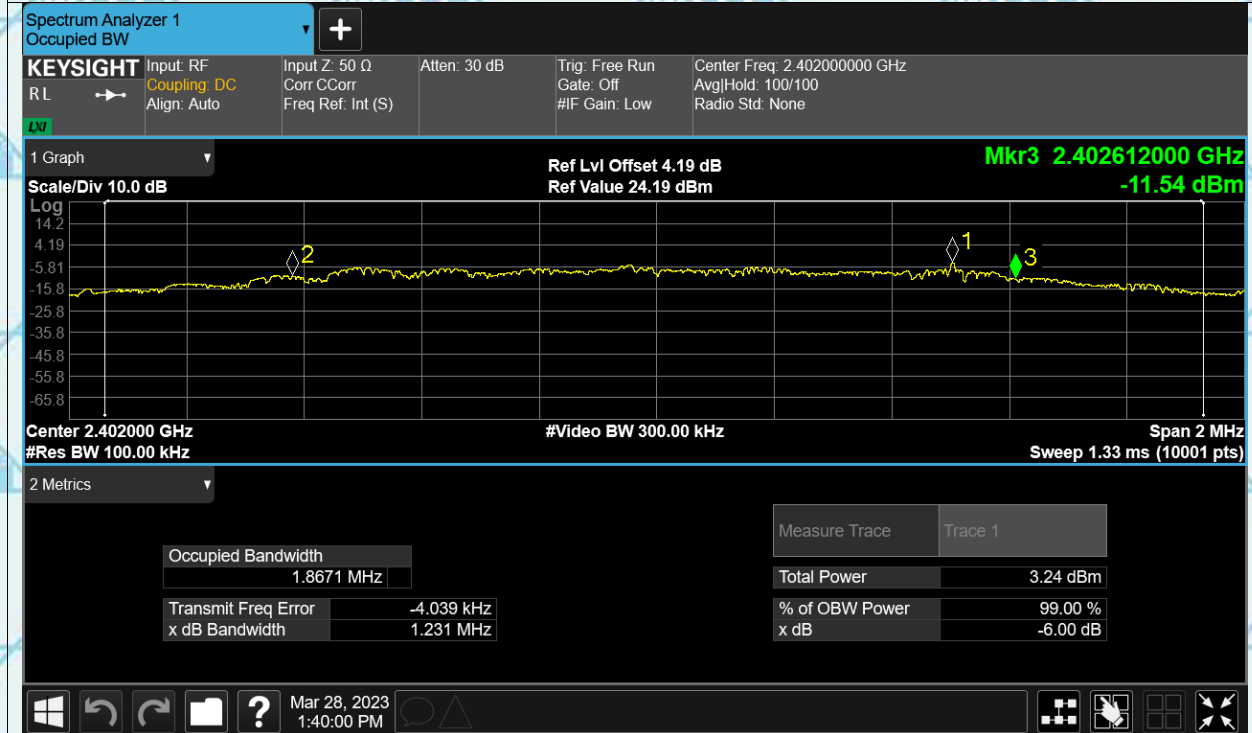 Spectrum Analyzer 1
Occupied BW
+
KEYSIGHT
RL
LXI
Input: RF
Coupling: DC
Align: Auto
Input Z: 50 Ω
Corr CCorr
Freq Ref: Int (S)
Atten: 30 dB
Trig: Free Run
Gate: Off
#IF Gain: Low
Center Freq: 2.402000000 GHz
Avg|Hold: 100/100
Radio Std: None
1 Graph
Scale/Div 10.0 dB
Ref Lvl Offset 4.19 dB
Ref Value 24.19 dBm
Mkr3 2.402612000 GHz
-11.54 dBm
Log
14.2
4.19
-5.81
-15.8
-25.8
-35.8
-45.8
-55.8
-65.8
2
1
3
Center 2.402000 GHz
#Video BW 300.00 kHz
Span 2 MHz
#Res BW 100.00 kHz
Sweep 1.33 ms (10001 pts)
2 Metrics
Occupied Bandwidth
1.8671 MHz
Transmit Freq Error -4.039 kHz
x dB Bandwidth 1.231 MHz
Measure Trace Trace 1
Total Power 3.24 dBm
% of OBW Power 99.00 %
x dB -6.00 dB
?
Mar 28, 2023
1:40:00 PM